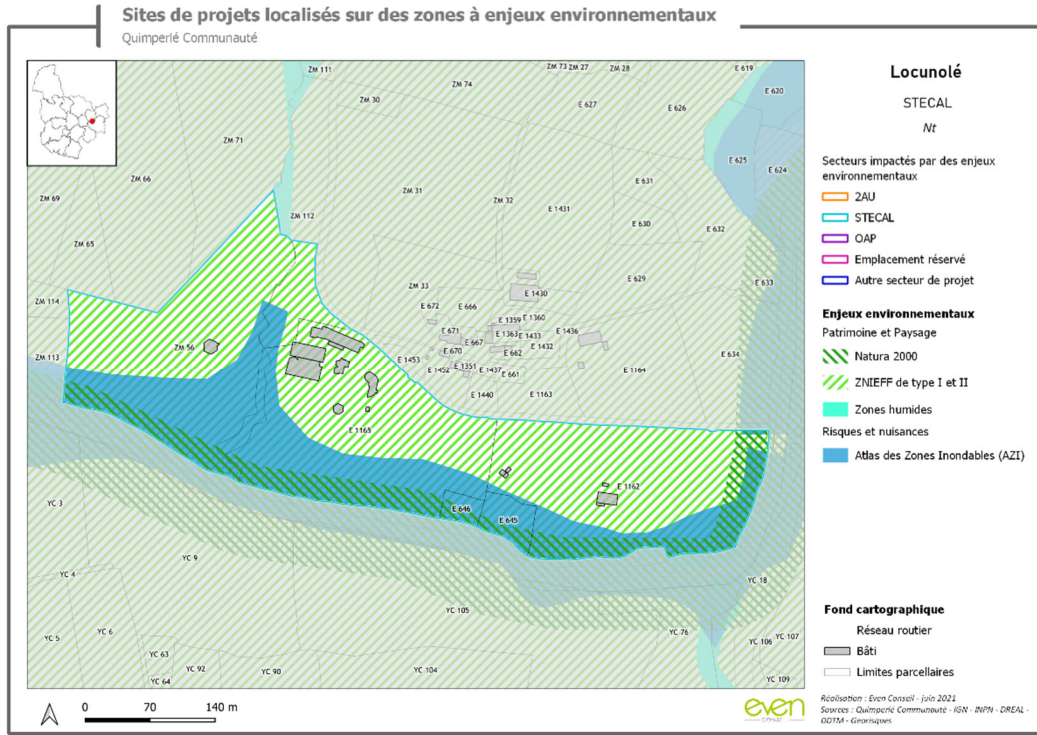 Sites de projets localisés sur des zones à enjeux environnementaux
Quimperlé Communauté
Locunolé
STECAL
Nt
Secteurs impactés par des enjeux
environnementaux
2AU
STECAL
OAP
Emplacement réservé
Autre secteur de projet
Enjeux environnementaux
Patrimoine et Paysage
Natura 2000
ZNIEFF de type I et II
Zones humides
Risques et nuisances
Atlas des Zones Inondables (AZI)
Fond cartographique
Réseau routier
Bâti
Limites parcellaires
Réalisation : Even Conseil - juin 2021
Sources : Quimperlé Communauté - IGN - INPN - DREAL -
DDTM - Georisques
even
CONSEIL
0 70 140 m
ZM 111
ZM 73 ZM 27
ZM 28
E 619
ZM 74
E 620
ZM 30
E 627
E 626
ZM 71
E 625
E 624
ZM 66
E 631
ZM 69
ZM 31
ZM 32
E 1431
ZM 112
E 630
E 632
ZM 65
E 629
E 633
ZM 33
E 1430
ZM 114
E 672
E 666
E 1359
E 1360
E 671
E 1363
E 1433
E 1436
E 667
ZM 56
E 670
E 662
E 1432
E 634
ZM 113
E 1453
E 1452
E 1351
E 1437
E 661
E 1164
E 1440
E 1163
E 1165
E 1162
YC 3
E 646
E 645
YC 9
YC 4
YC 18
YC 105
YC 5
YC 6
YC 76
YC 106
YC 107
YC 63
YC 92
YC 90
YC 104
YC 64
YC 109